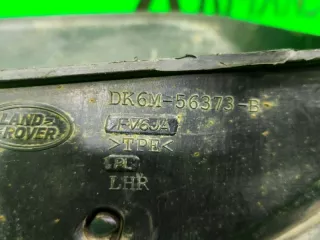 DK6M-56373-B
LAND
ROVER
>TPE<
LHR